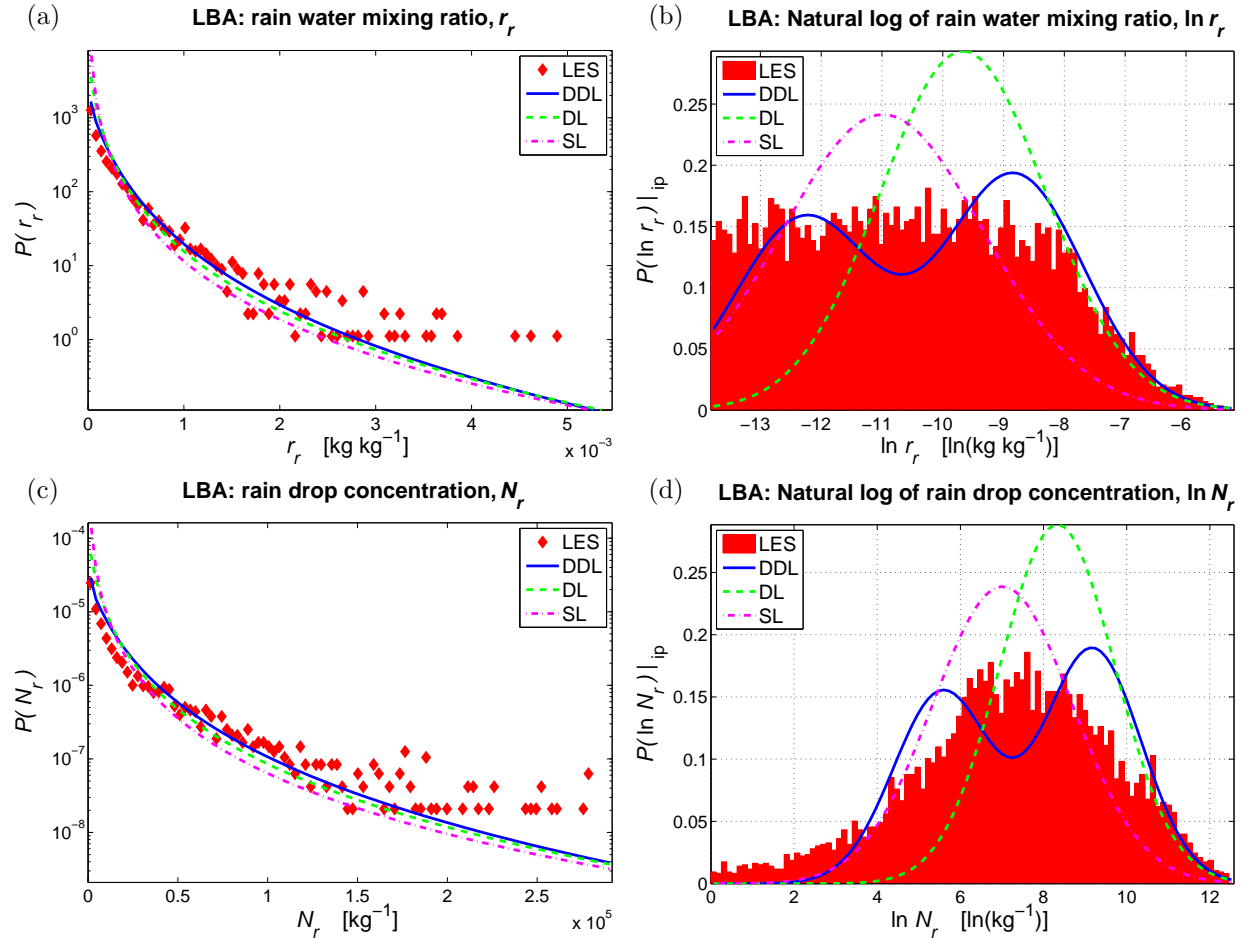 (a)
LBA: rain water mixing ratio, r_r
10^3
10^2
10^1
10^0
P( r_r )
0
1
2
3
4
5
x 10^−3
r_r [kg kg^−1]
LES
DDL
DL
SL
(b)
LBA: Natural log of rain water mixing ratio, ln r_r
0.25
0.2
0.15
0.1
0.05
0
P( ln r_r ) |_ip
−13
−12
−11
−10
−9
−8
−7
−6
ln r_r [ln(kg kg^−1)]
LES
DDL
DL
SL
(c)
LBA: rain drop concentration, N_r
10^−4
10^−5
10^−6
10^−7
10^−8
P( N_r )
0
0.5
1
1.5
2
2.5
x 10^5
N_r [kg^−1]
LES
DDL
DL
SL
(d)
LBA: Natural log of rain drop concentration, ln N_r
0.25
0.2
0.15
0.1
0.05
0
P( ln N_r ) |_ip
0
2
4
6
8
10
12
ln N_r [ln(kg^−1)]
LES
DDL
DL
SL